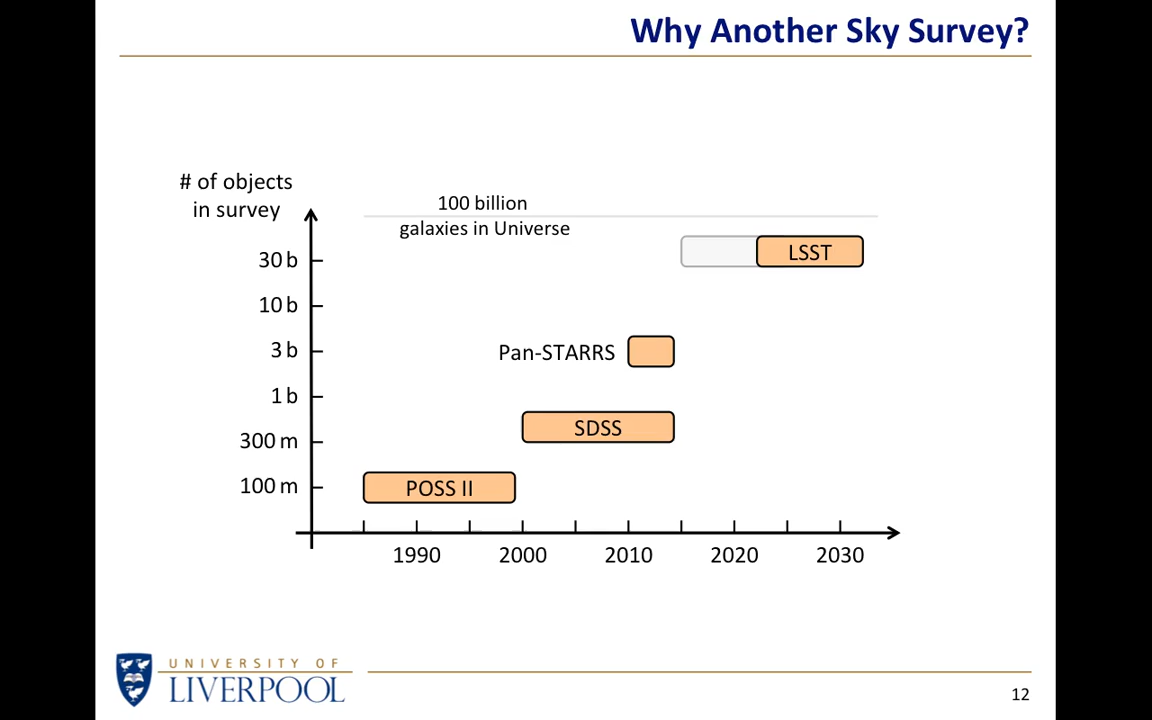 Why Another Sky Survey?
# of objects
in survey
100 billion
galaxies in Universe
30 b
LSST
10 b
Pan-STARRS
3 b
1 b
SDSS
300 m
POSS II
100 m
1990 2000 2010 2020 2030
UNIVERSITY OF
LIVERPOOL
12